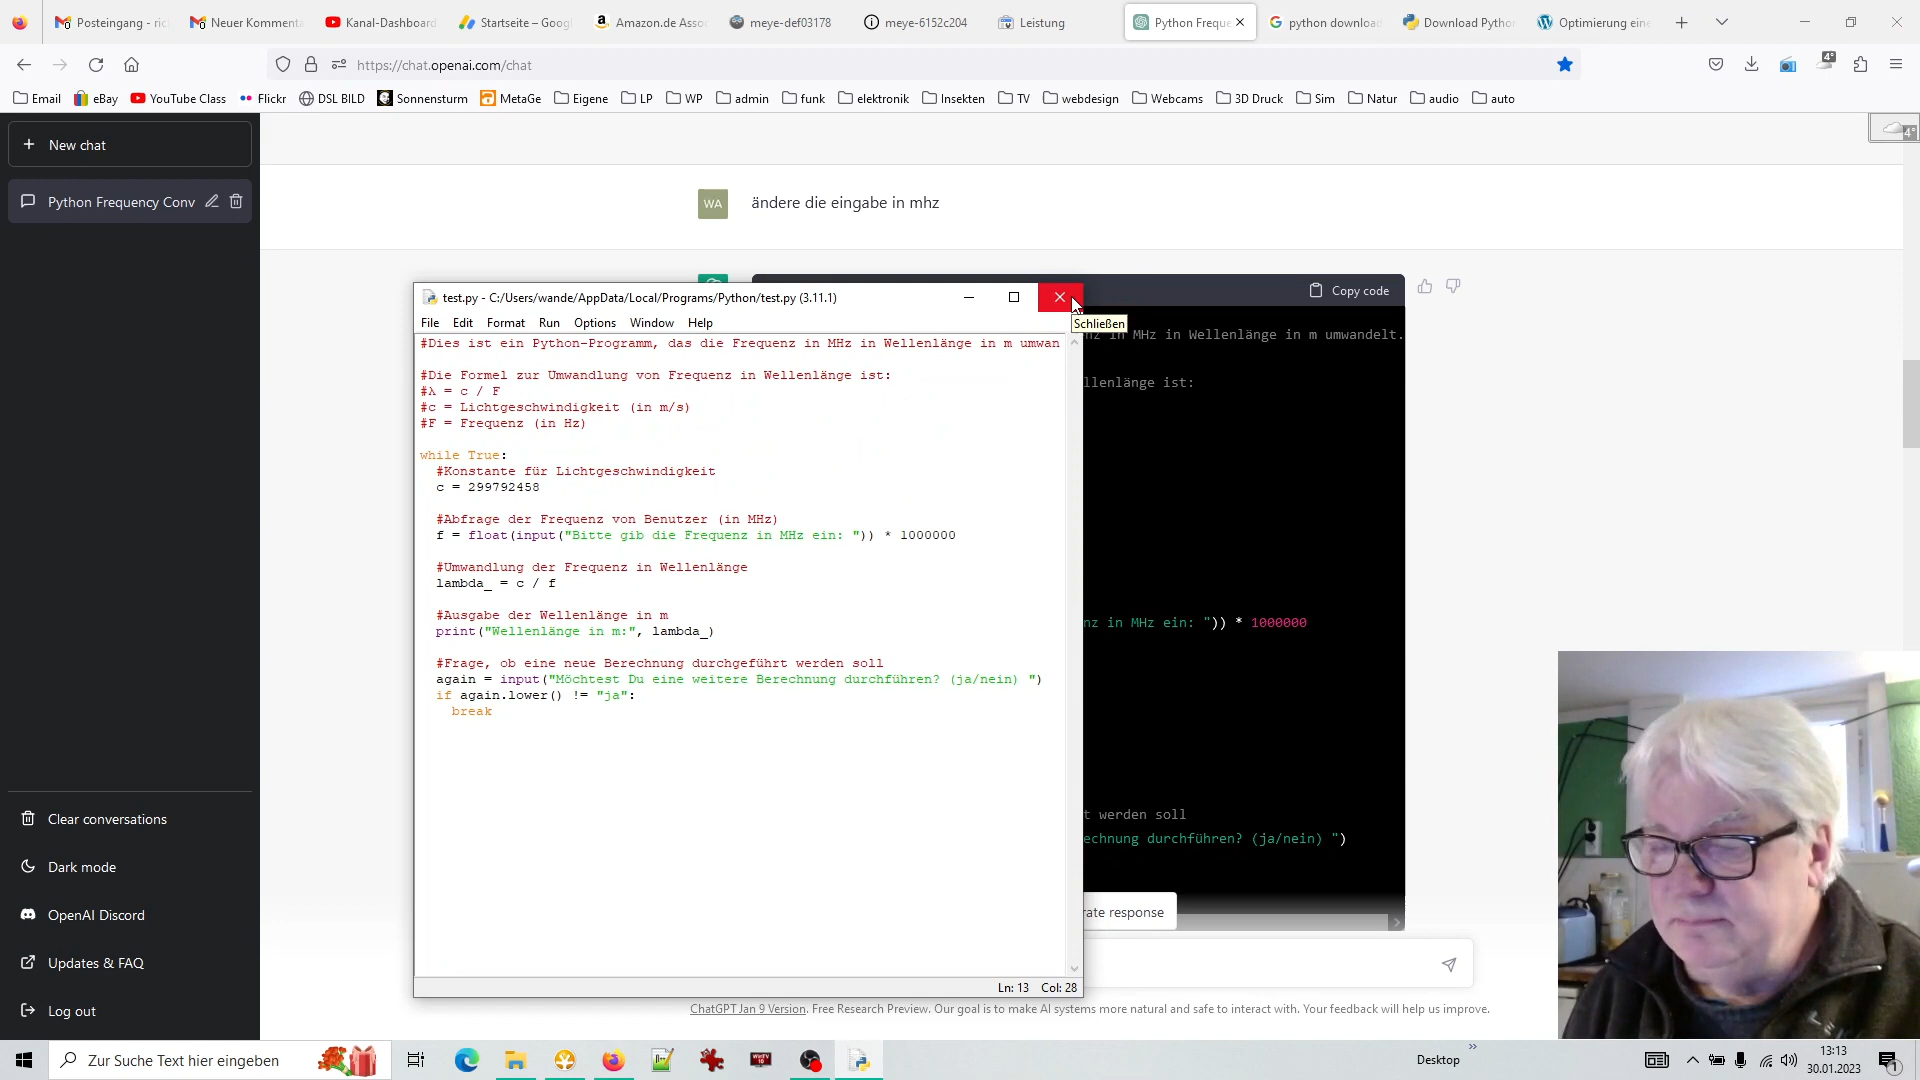 Posteingang - ric
Neuer Kommenta
Kanal-Dashboard
Startseite – Goog
Amazon.de Asso
meye-def03178
meye-6152c204
Leistung
Python Freque
python download
Download Pytho
Optimierung eine
https://chat.openai.com/chat
4°
Email
eBay
YouTube Class
Flickr
DSL BILD
Sonnensturm
MetaGe
Eigene
LP
WP
admin
funk
elektronik
Insekten
TV
webdesign
Webcams
3D Druck
Sim
Natur
audio
auto
4°
+ New chat
Python Frequency Conv
WA
ändere die eingabe in mhz
Copy code
nz in MHz in Wellenlänge in m umwandelt.
llenlänge ist:
nz in MHz ein: ")) * 1000000
t werden soll
echnung durchführen? (ja/nein) ")
rate response
test.py - C:/Users/wande/AppData/Local/Programs/Python/test.py (3.11.1)
Schließen
File Edit Format Run Options Window Help
#Dies ist ein Python-Programm, das die Frequenz in MHz in Wellenlänge in m umwan
#Die Formel zur Umwandlung von Frequenz in Wellenlänge ist:
#λ = c / F
#c = Lichtgeschwindigkeit (in m/s)
#F = Frequenz (in Hz)
while True:
#Konstante für Lichtgeschwindigkeit
c = 299792458
#Abfrage der Frequenz von Benutzer (in MHz)
f = float(input("Bitte gib die Frequenz in MHz ein: ")) * 1000000
#Umwandlung der Frequenz in Wellenlänge
lambda_ = c / f
#Ausgabe der Wellenlänge in m
print("Wellenlänge in m:", lambda_)
#Frage, ob eine neue Berechnung durchgeführt werden soll
again = input("Möchtest Du eine weitere Berechnung durchführen? (ja/nein) ")
if again.lower() != "ja":
break
Ln: 13 Col: 28
Clear conversations
Dark mode
OpenAI Discord
Updates & FAQ
Log out
ChatGPT Jan 9 Version. Free Research Preview. Our goal is to make AI systems more natural and safe to interact with. Your feedback will help us improve.
Zur Suche Text hier eingeben
Desktop
13:13
30.01.2023
1